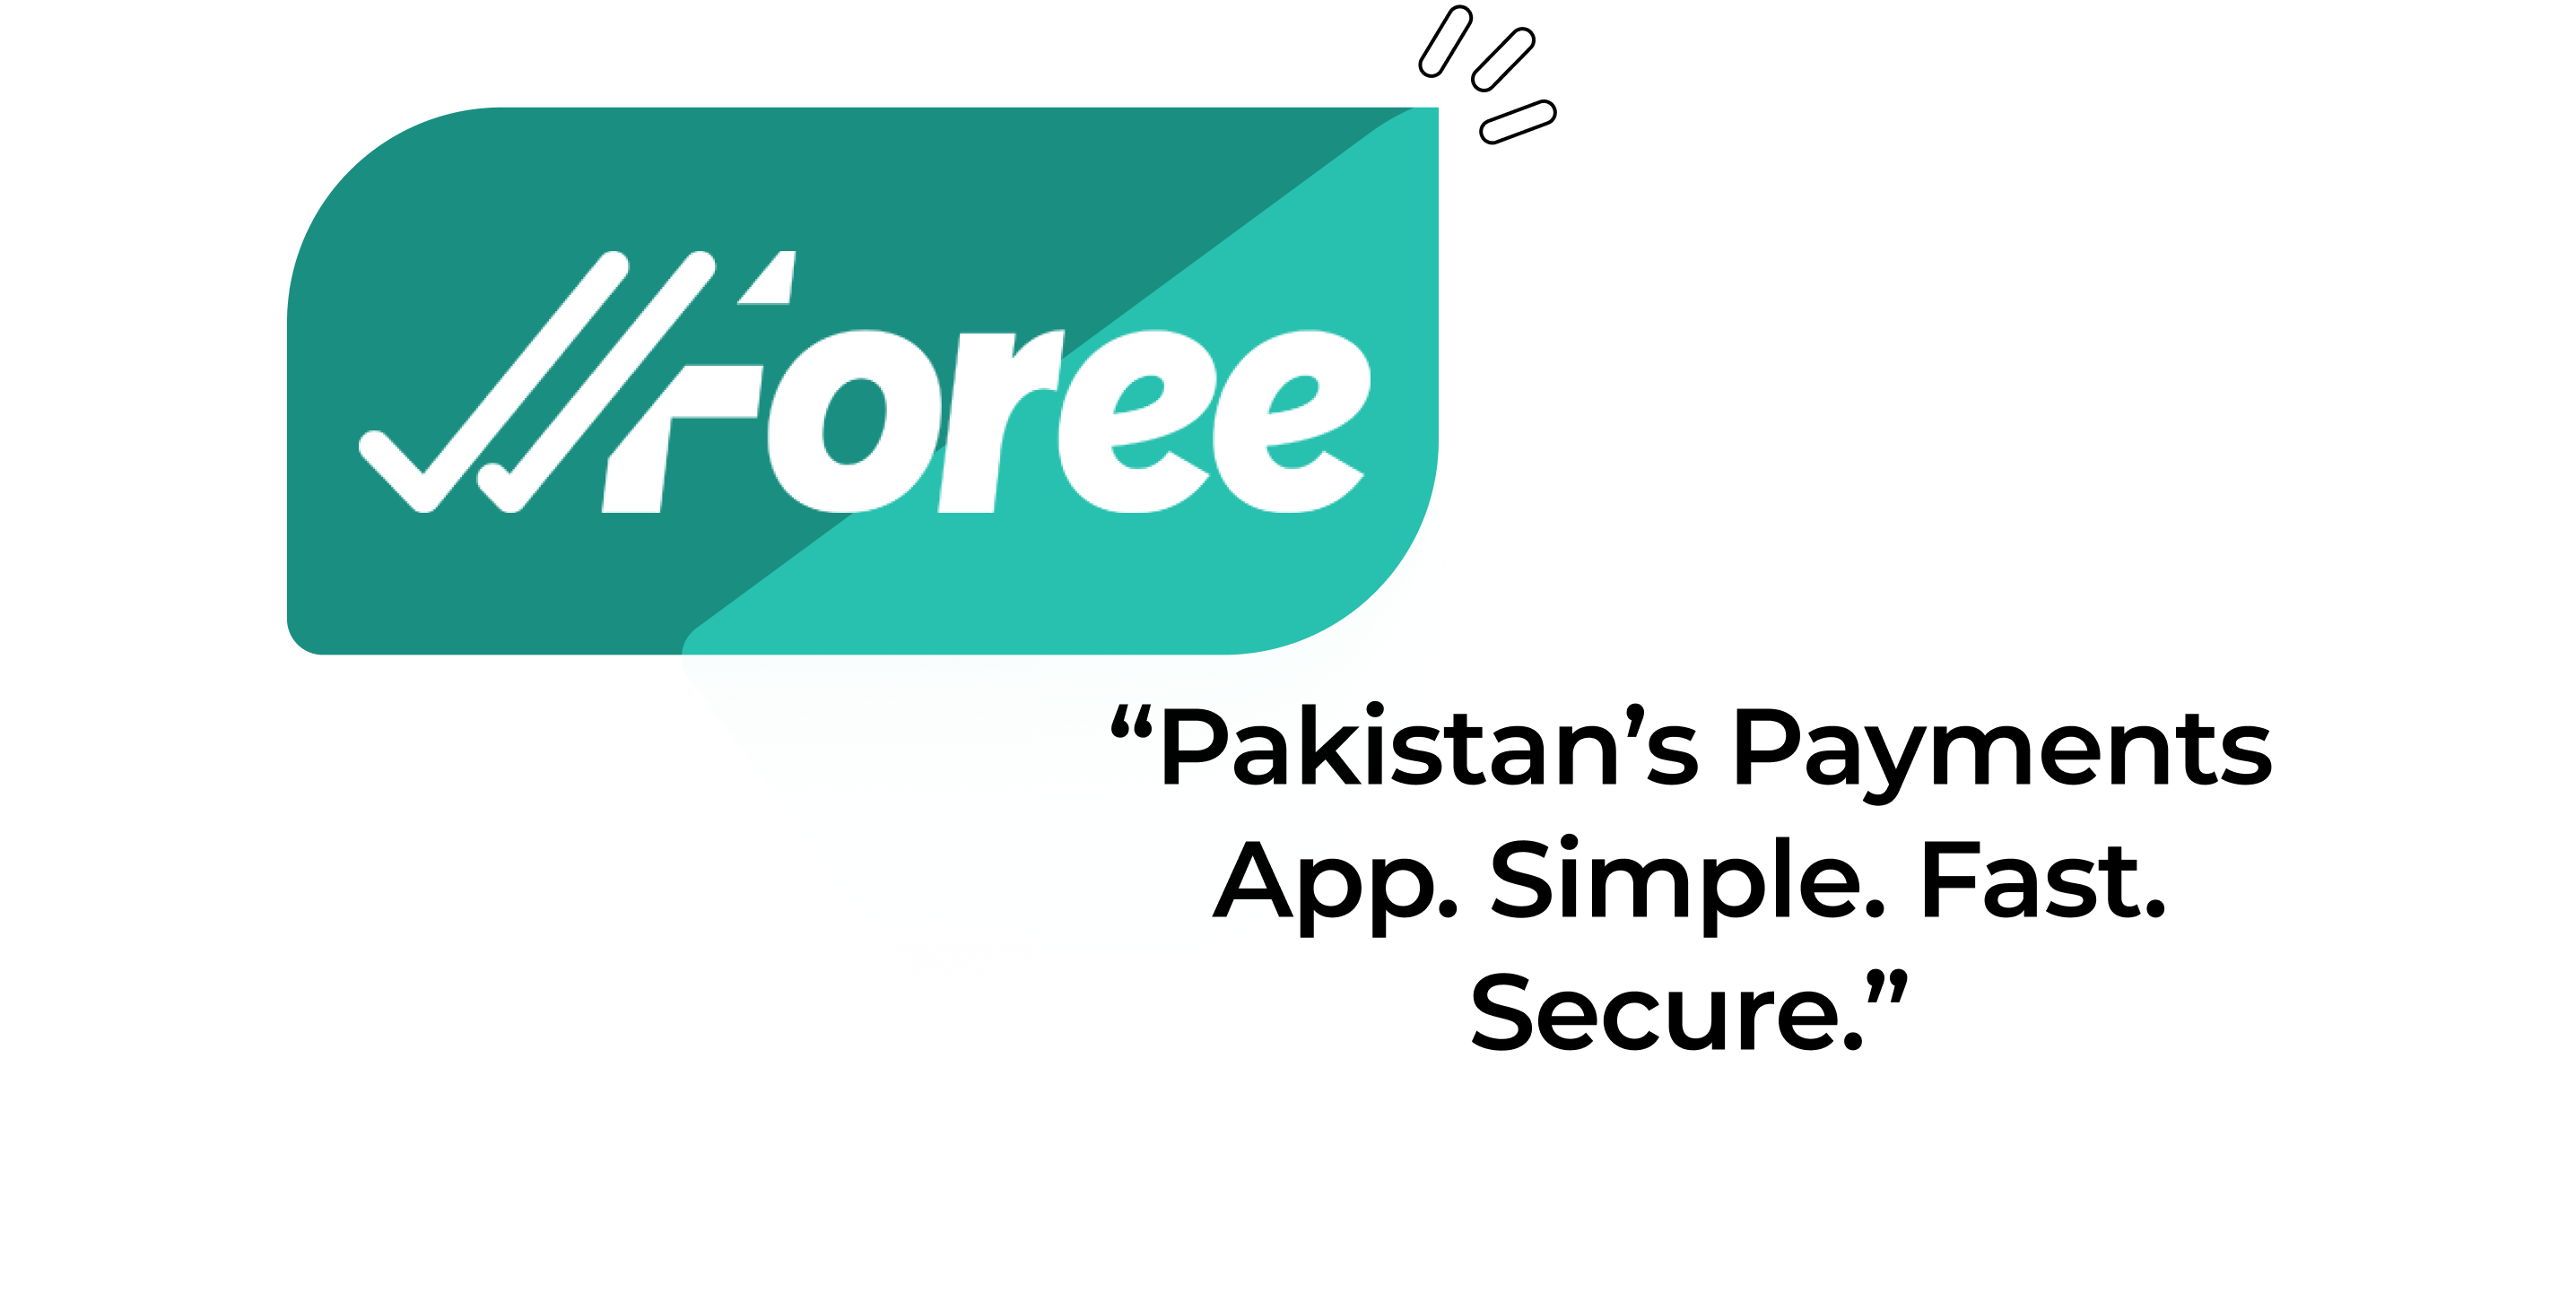 Foree
“Pakistan’s Payments
App. Simple. Fast.
Secure.”